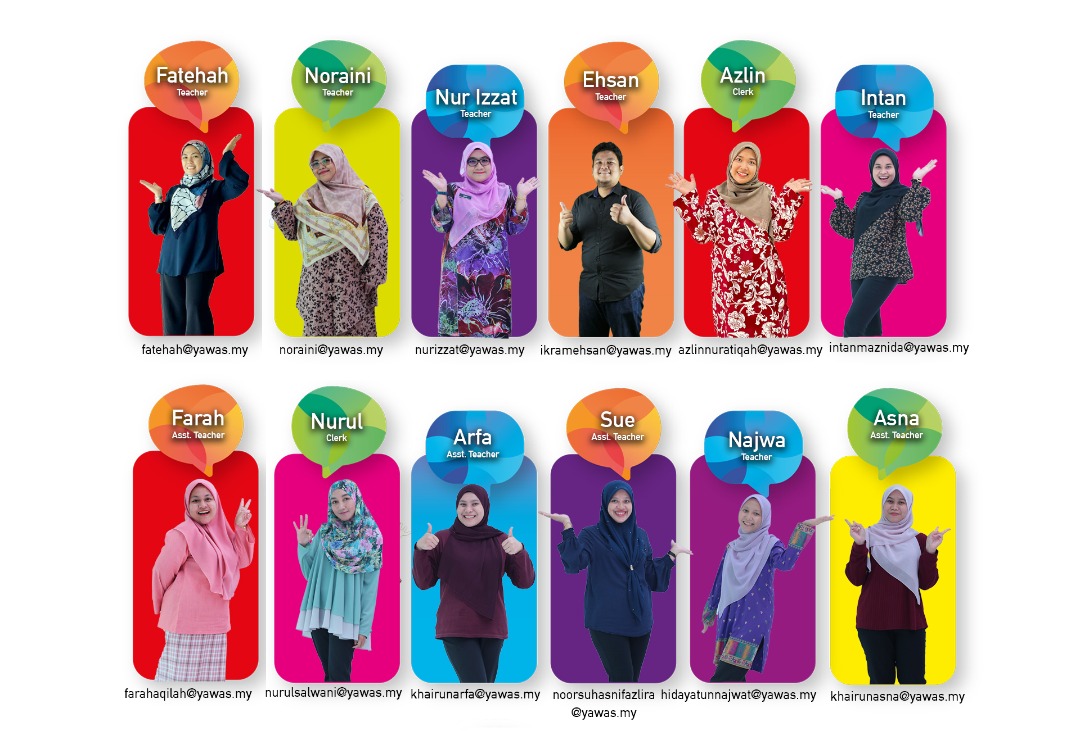 Fatehah
Teacher
Noraini
Teacher
Nur Izzat
Teacher
Ehsan
Teacher
Azlin
Clerk
Intan
Teacher
fatehah@yawas.my
noraini@yawas.my
nurizzat@yawas.my
ikramehsan@yawas.my
azlinnuratiqah@yawas.my
intanmaznida@yawas.my
Farah
Asst. Teacher
Nurul
Clerk
Arfa
Asst. Teacher
Sue
Asst. Teacher
Najwa
Teacher
Asna
Asst. Teacher
farahaqilah@yawas.my
nurulsalwani@yawas.my
khairunarfa@yawas.my
noorsuhasnifazlira
@yawas.my
hidayatunnajwat@yawas.my
khairunasna@yawas.my